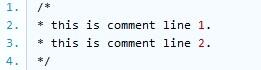 1. /*
2. * this is comment line 1.
3. * this is comment line 2.
4. */